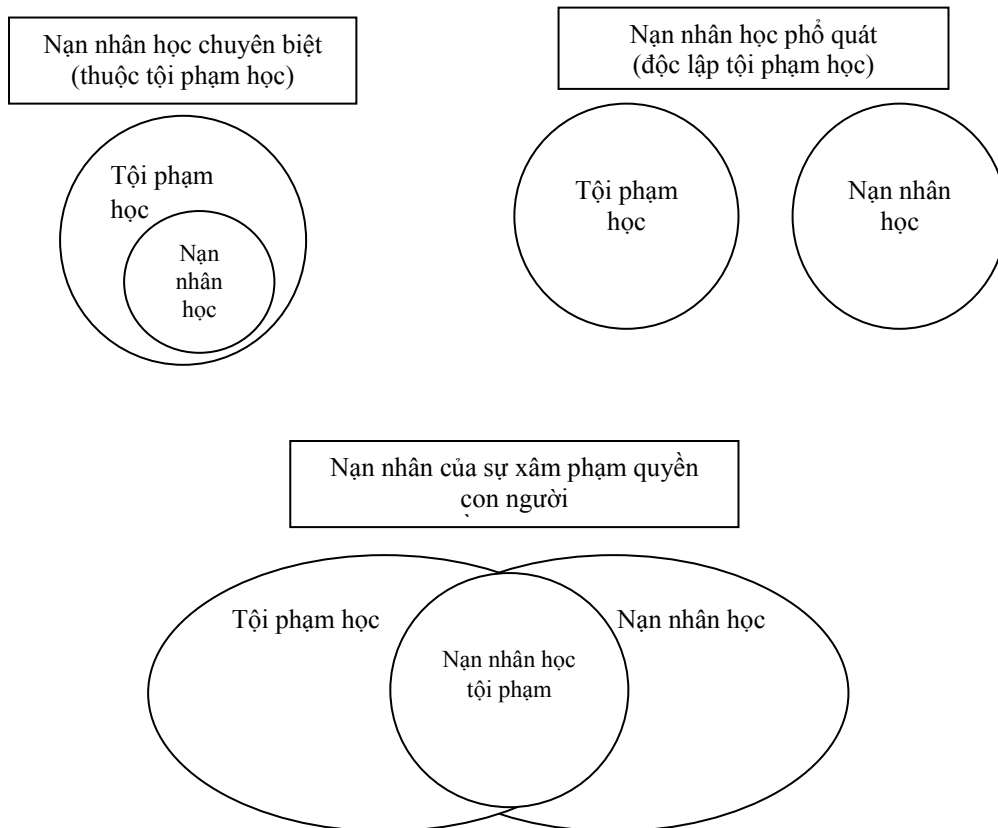 Nạn nhân học chuyên biệt
(thuộc tội phạm học)
Nạn nhân học phổ quát
(độc lập tội phạm học)
Tội phạm
học
Nạn
nhân
học
Tội phạm
học
Nạn nhân
học
Nạn nhân của sự xâm phạm quyền
con người
Tội phạm học
Nạn nhân học
Nạn nhân học
tội phạm